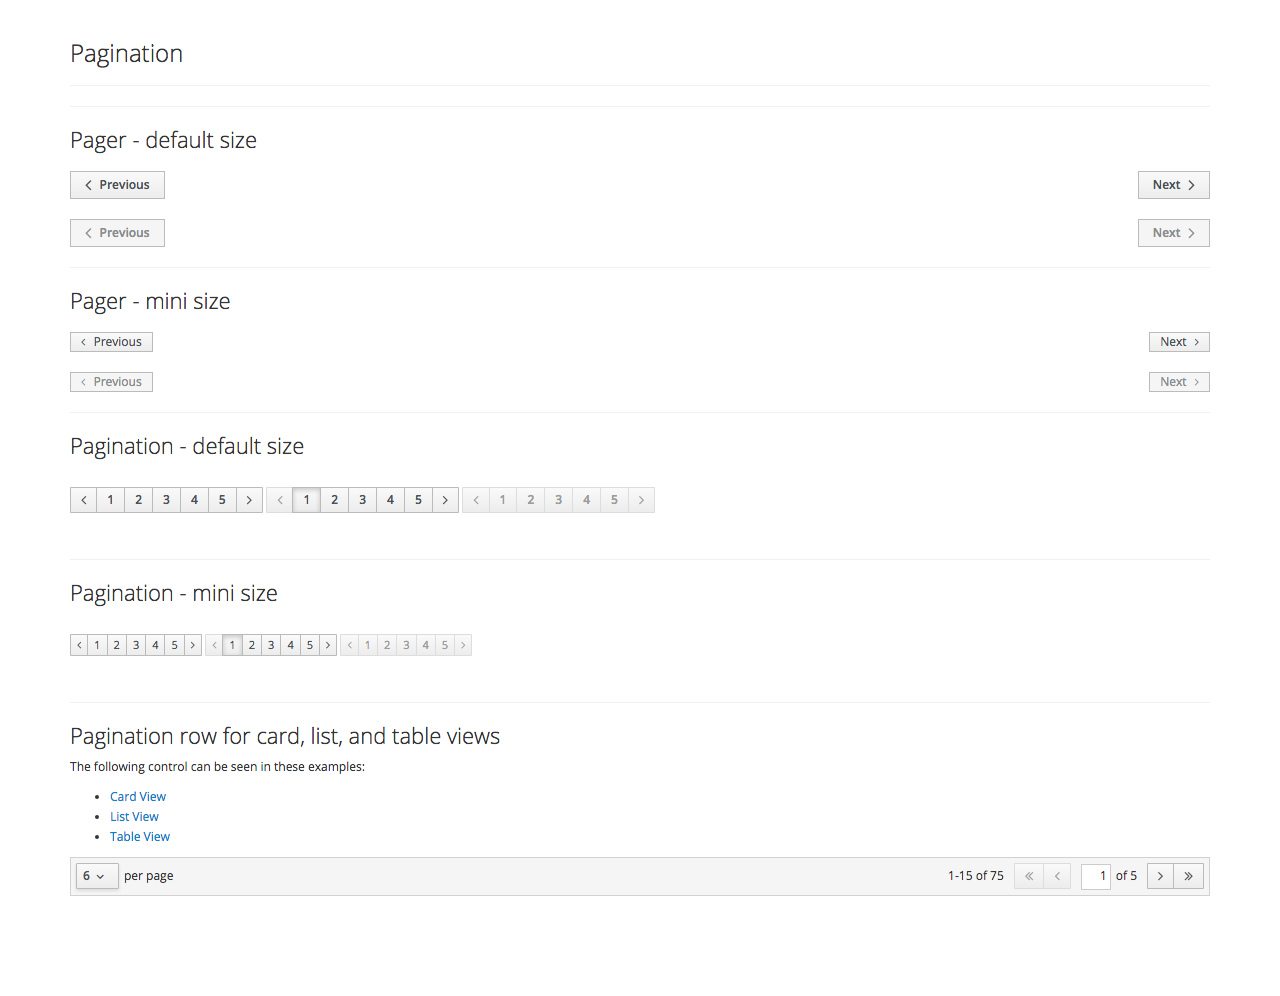 Pagination
Pager - default size
Previous Next
Previous Next
Pager - mini size
Previous Next
Previous Next
Pagination - default size
1 2 3 4 5 1 2 3 4 5 1 2 3 4 5
Pagination - mini size
1 2 3 4 5 1 2 3 4 5 1 2 3 4 5
Pagination row for card, list, and table views
The following control can be seen in these examples:
• Card View
• List View
• Table View
6 per page 1-15 of 75 1 of 5